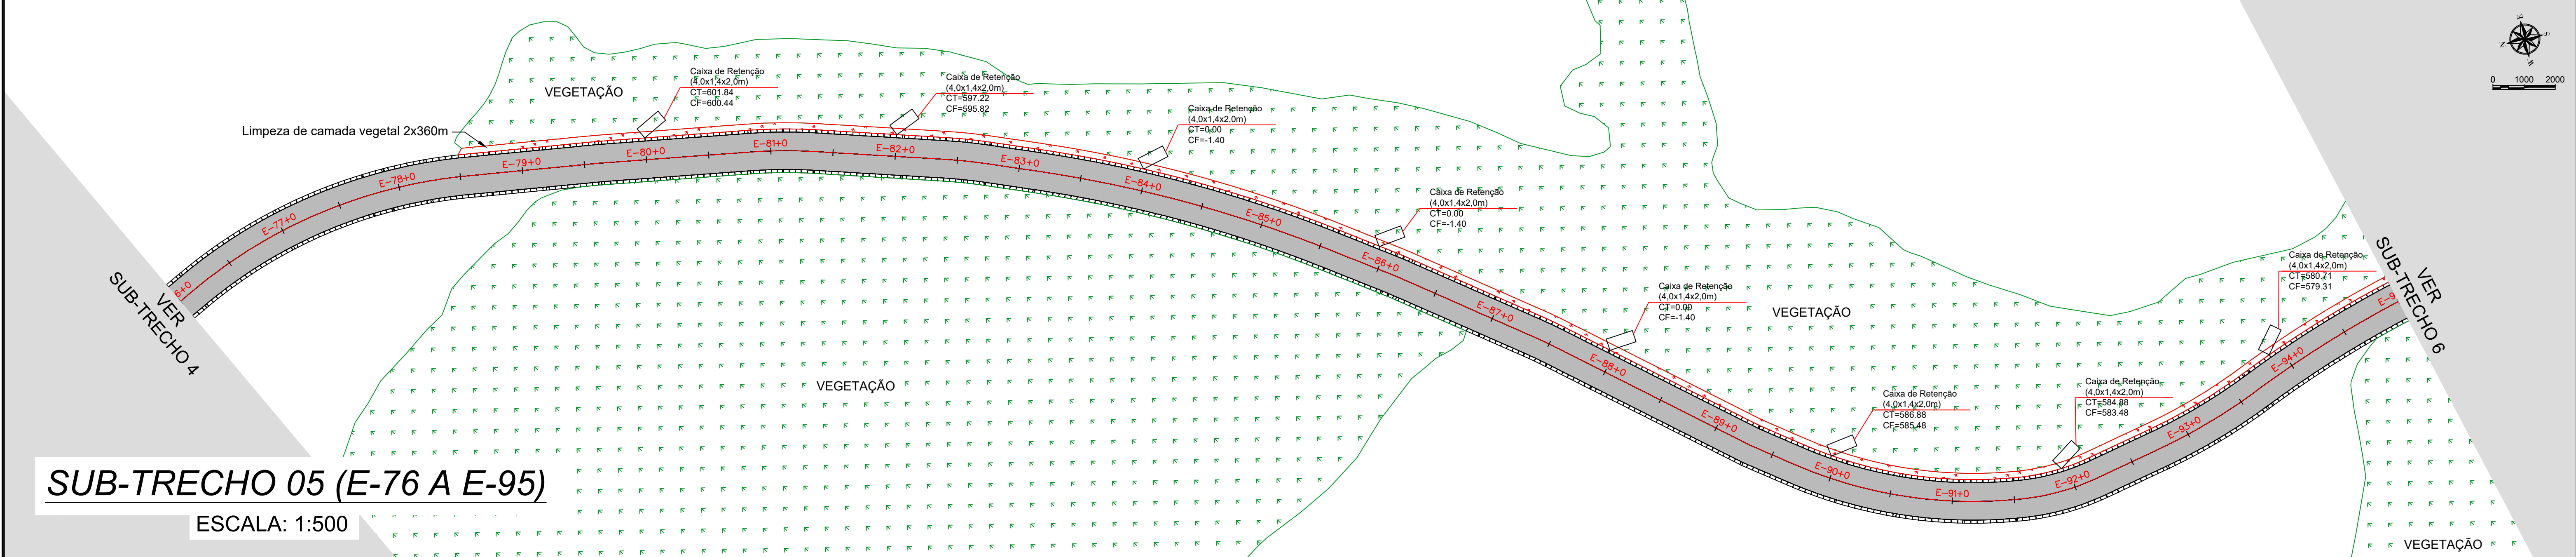 VEGETAÇÃO
Limpeza de camada vegetal 2x360m
Caixa de Retenção
(4,0x1,4x2,0m)
CT=601.84
CF=600.44
Caixa de Retenção
(4,0x1,4x2,0m)
CT=597.22
CF=595.82
Caixa de Retenção
(4,0x1,4x2,0m)
CT=0.00
CF=-1.40
Caixa de Retenção
(4,0x1,4x2,0m)
CT=0.00
CF=-1.40
Caixa de Retenção
(4,0x1,4x2,0m)
CT=0.00
CF=-1.40
Caixa de Retenção
(4,0x1,4x2,0m)
CT=586.88
CF=585.48
Caixa de Retenção
(4,0x1,4x2,0m)
CT=584.88
CF=583.48
Caixa de Retenção
(4,0x1,4x2,0m)
CT=580.71
CF=579.31
6+0
E-77+0
E-78+0
E-79+0
E-80+0
E-81+0
E-82+0
E-83+0
E-84+0
E-85+0
E-86+0
E-87+0
E-88+0
E-89+0
E-90+0
E-91+0
E-92+0
E-93+0
E-94+0
E-9
VER
SUB-TRECHO 4
VEGETAÇÃO
VEGETAÇÃO
VER
SUB-TRECHO 6
VEGETAÇÃO
E
S
N
W
0 1000 2000
SUB-TRECHO 05 (E-76 A E-95)
ESCALA: 1:500